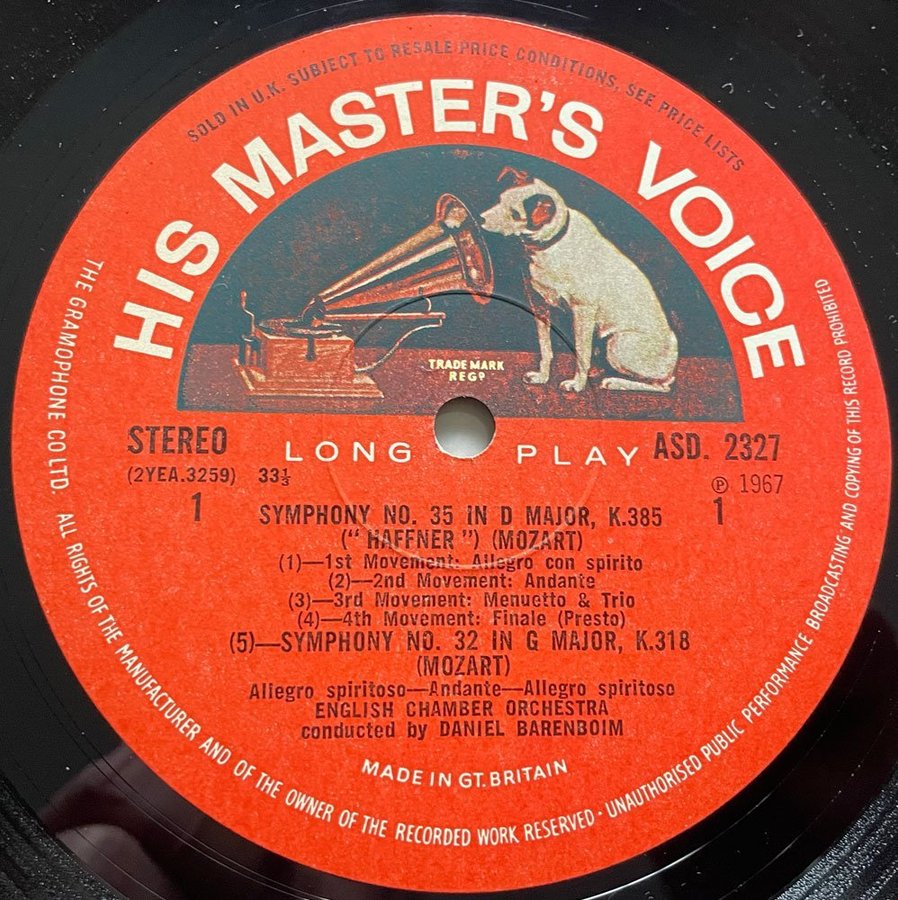 SOLD IN U.K. SUBJECT TO RESALE PRICE CONDITIONS, SEE PRICE LISTS
HIS MASTER'S VOICE
TRADE MARK
REGD
STEREO
LONG PLAY
ASD. 2327
(2YEA.3259) 33⅓
℗ 1967
1
1
SYMPHONY NO. 35 IN D MAJOR, K.385
("HAFFNER") (MOZART)
(1)—1st Movement: Allegro con spirito
(2)—2nd Movement: Andante
(3)—3rd Movement: Menuetto & Trio
(4)—4th Movement: Finale (Presto)
(5)—SYMPHONY NO. 32 IN G MAJOR, K.318
(MOZART)
Allegro spiritoso—Andante—Allegro spiritoso
ENGLISH CHAMBER ORCHESTRA
conducted by DANIEL BARENBOIM
MADE IN GT. BRITAIN
THE GRAMOPHONE CO LTD. ALL RIGHTS OF THE MANUFACTURER AND OF THE OWNER OF THE RECORDED WORK RESERVED · UNAUTHORISED PUBLIC PERFORMANCE BROADCASTING AND COPYING OF THIS RECORD PROHIBITED